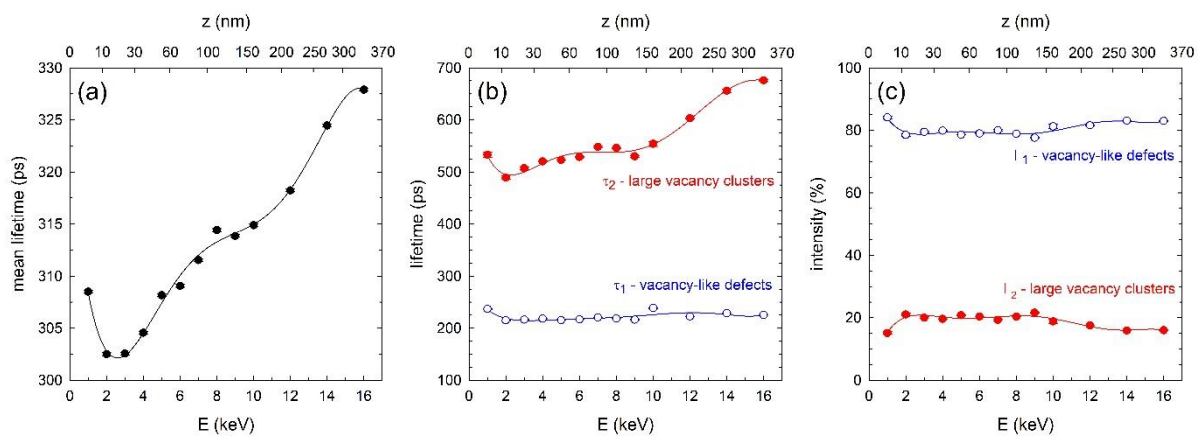 z (nm)
0 10 30 60 100 150 200 250 300 370
330
325
320
315
310
305
300
mean lifetime (ps)
(a)
0 2 4 6 8 10 12 14 16
E (keV)
z (nm)
0 10 30 60 100 150 200 250 300 370
700
600
500
400
300
200
100
lifetime (ps)
(b)
τ2 - large vacancy clusters
τ1 - vacancy-like defects
0 2 4 6 8 10 12 14 16
E (keV)
z (nm)
0 10 30 60 100 150 200 250 300 370
100
80
60
40
20
0
intensity (%)
(c)
I1 - vacancy-like defects
I2 - large vacancy clusters
0 2 4 6 8 10 12 14 16
E (keV)